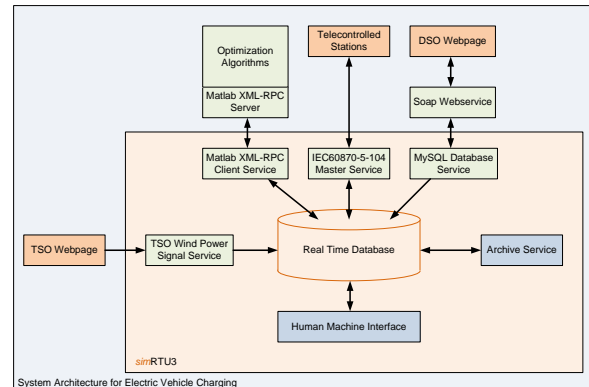 Optimization
Algorithms
Matlab XML-RPC
Server
Telecontrolled
Stations
DSO Webpage
Soap Webservice
Matlab XML-RPC
Client Service
IEC60870-5-104
Master Service
MySQL Database
Service
TSO Webpage
TSO Wind Power
Signal Service
Real Time Database
Archive Service
Human Machine Interface
simRTU3
System Architecture for Electric Vehicle Charging